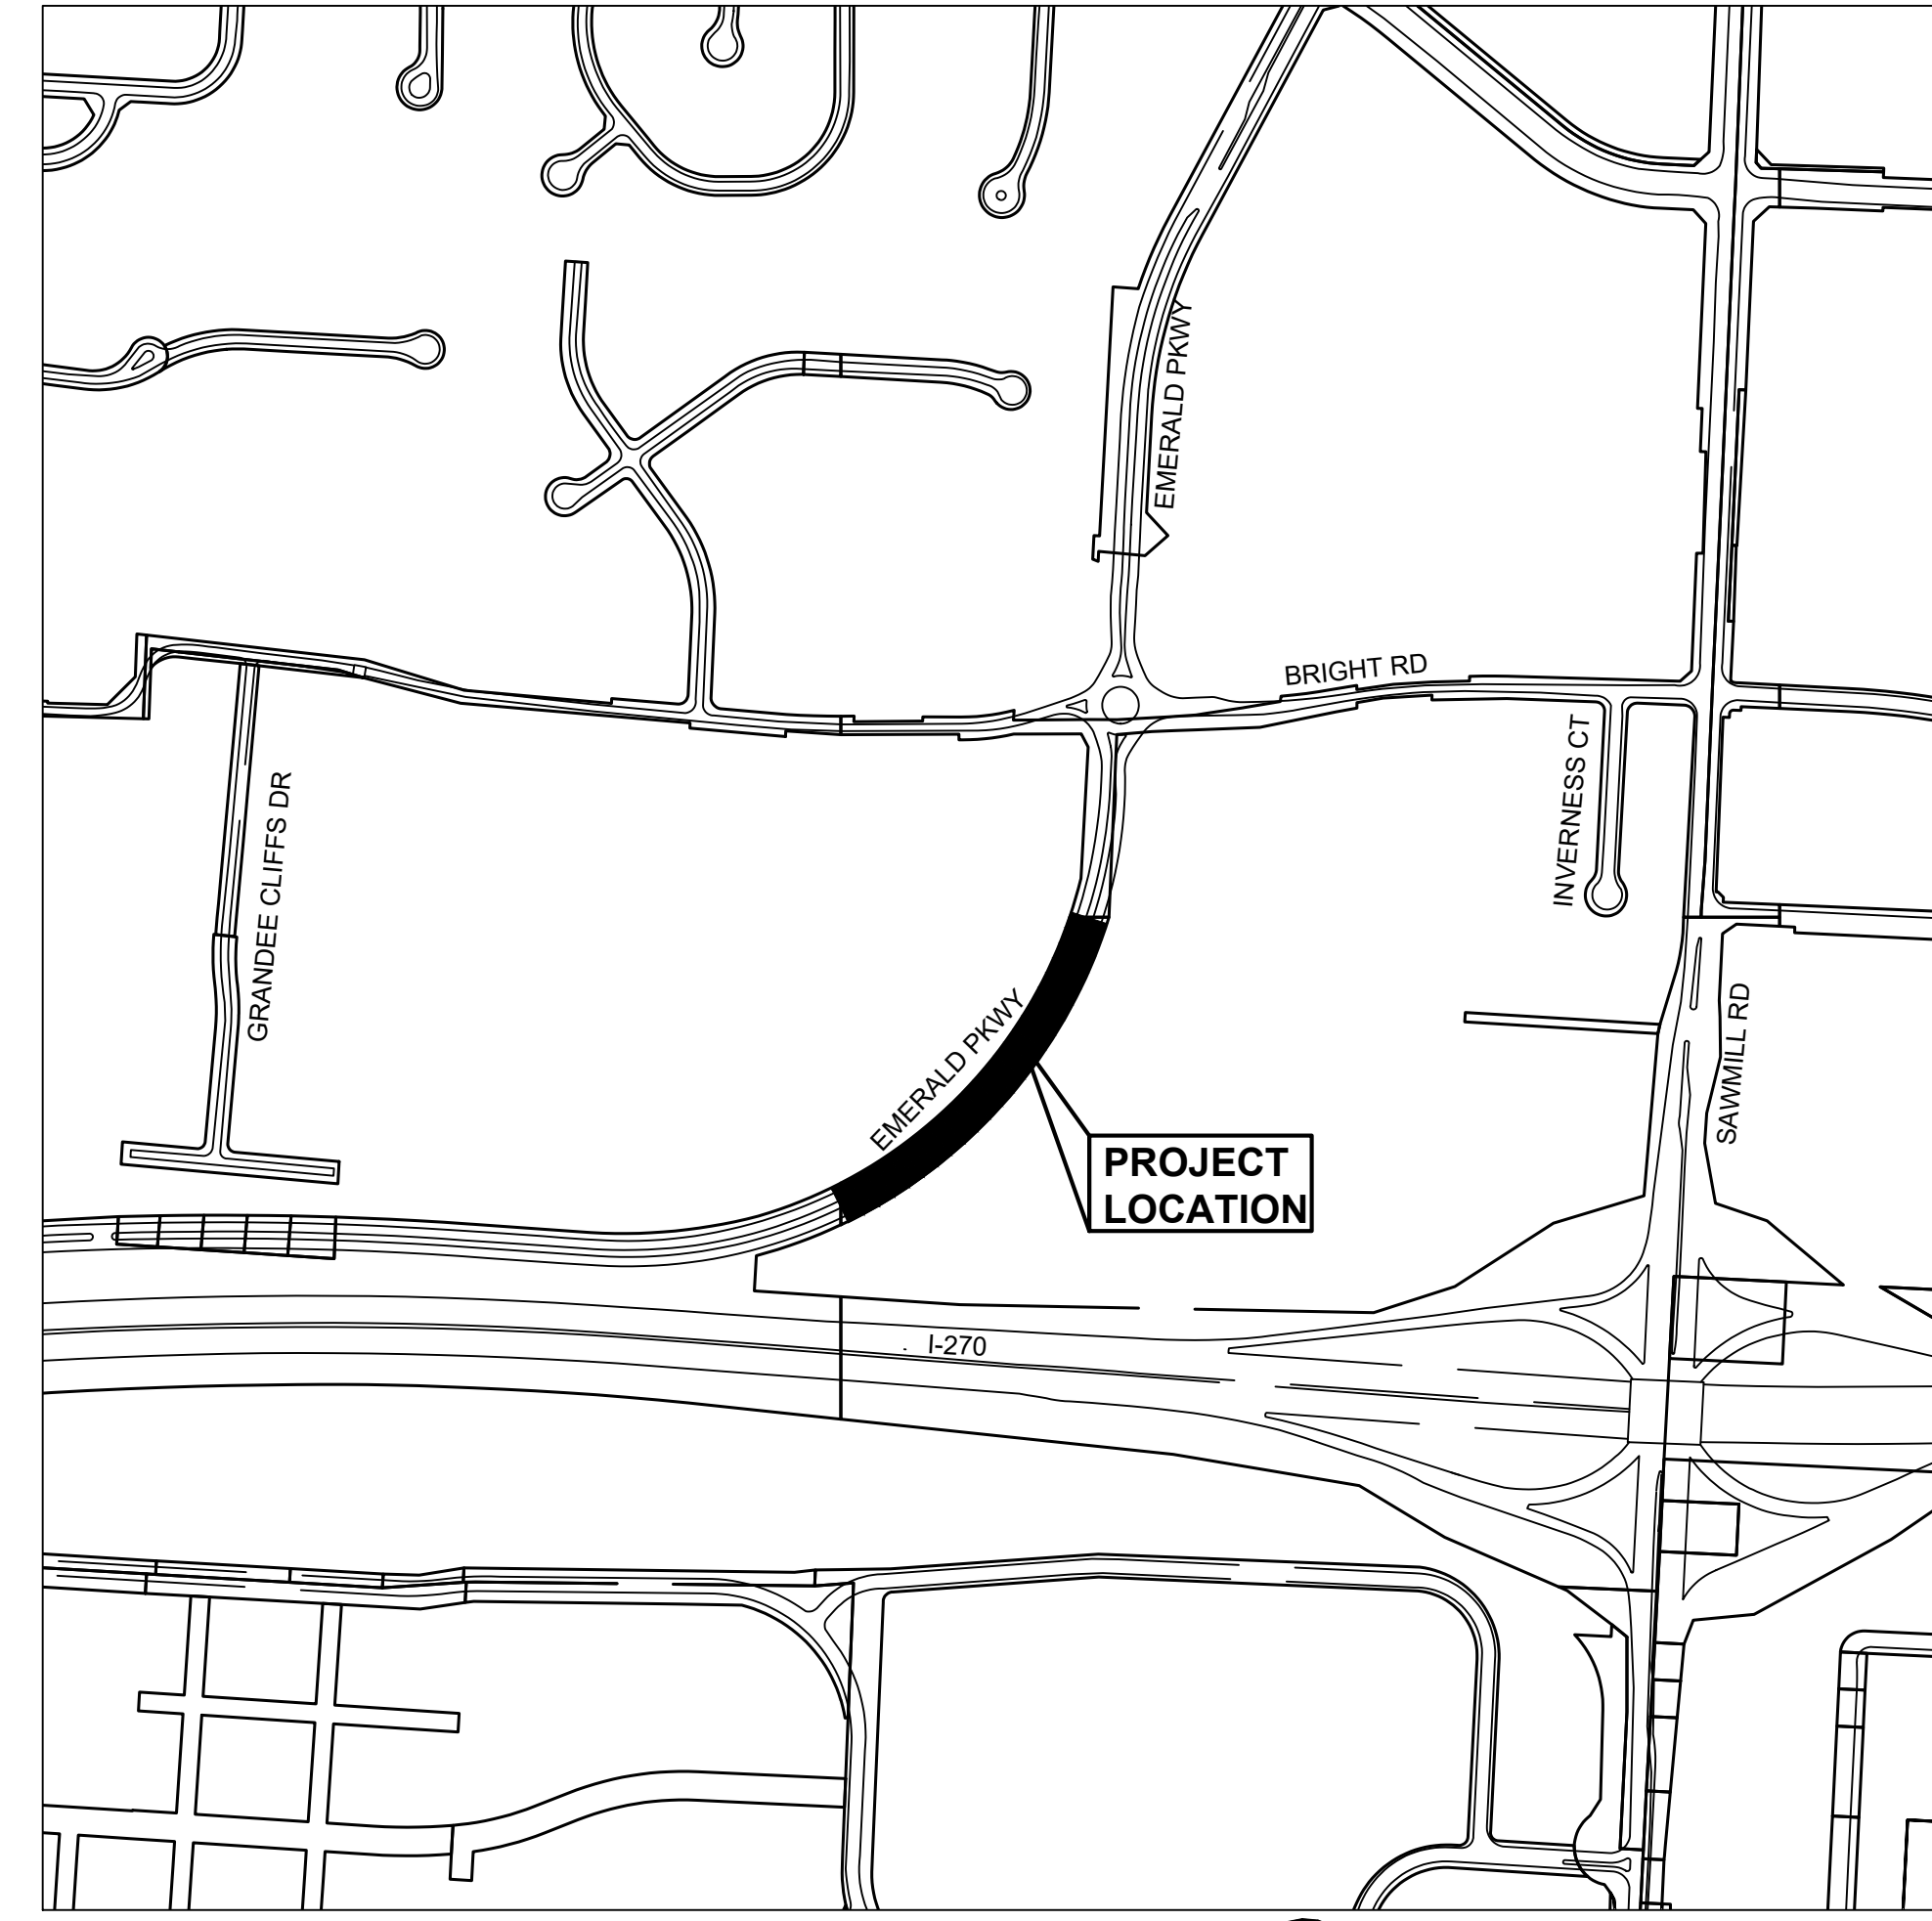 EMERALD PKWY
BRIGHT RD
INVERNESS CT
GRANDEE CLIFFS DR
EMERALD PKWY
SAWMILL RD
PROJECT
LOCATION
I-270